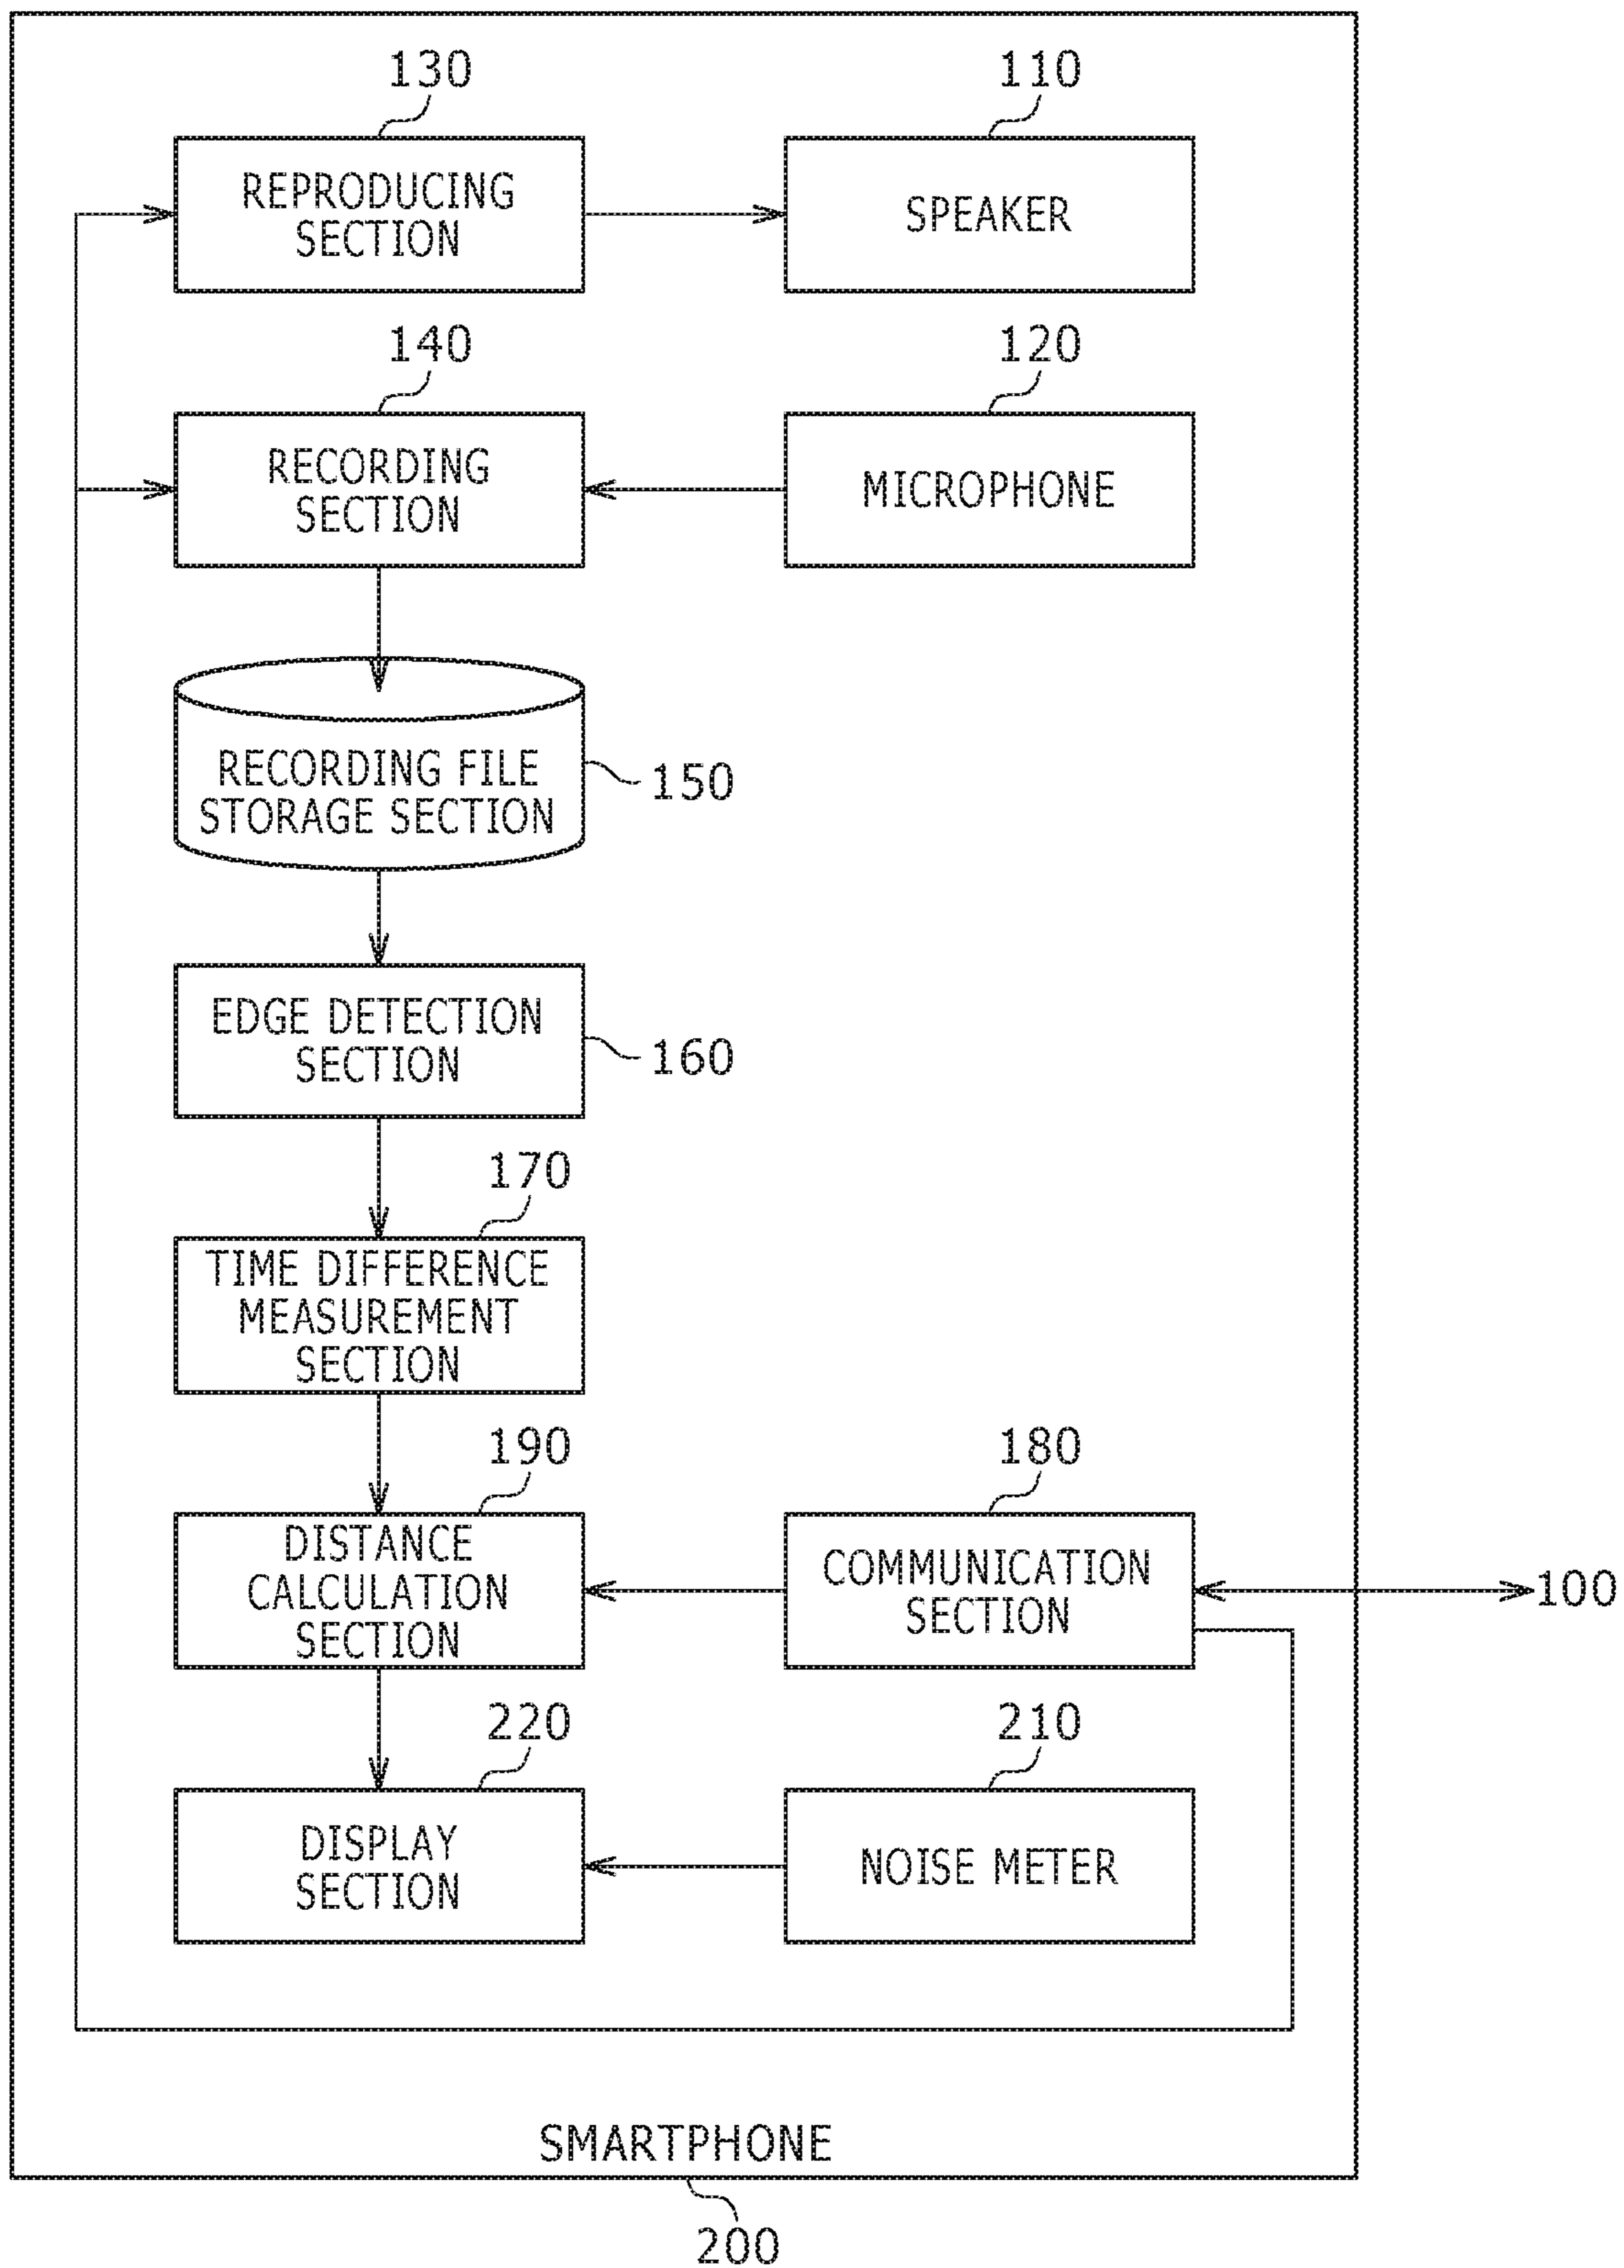 130
110
REPRODUCING
SECTION
SPEAKER
140
120
RECORDING
SECTION
MICROPHONE
RECORDING FILE
STORAGE SECTION
150
EDGE DETECTION
SECTION
160
170
TIME DIFFERENCE
MEASUREMENT
SECTION
190
180
DISTANCE
CALCULATION
SECTION
COMMUNICATION
SECTION
100
220
210
DISPLAY
SECTION
NOISE METER
SMARTPHONE
200